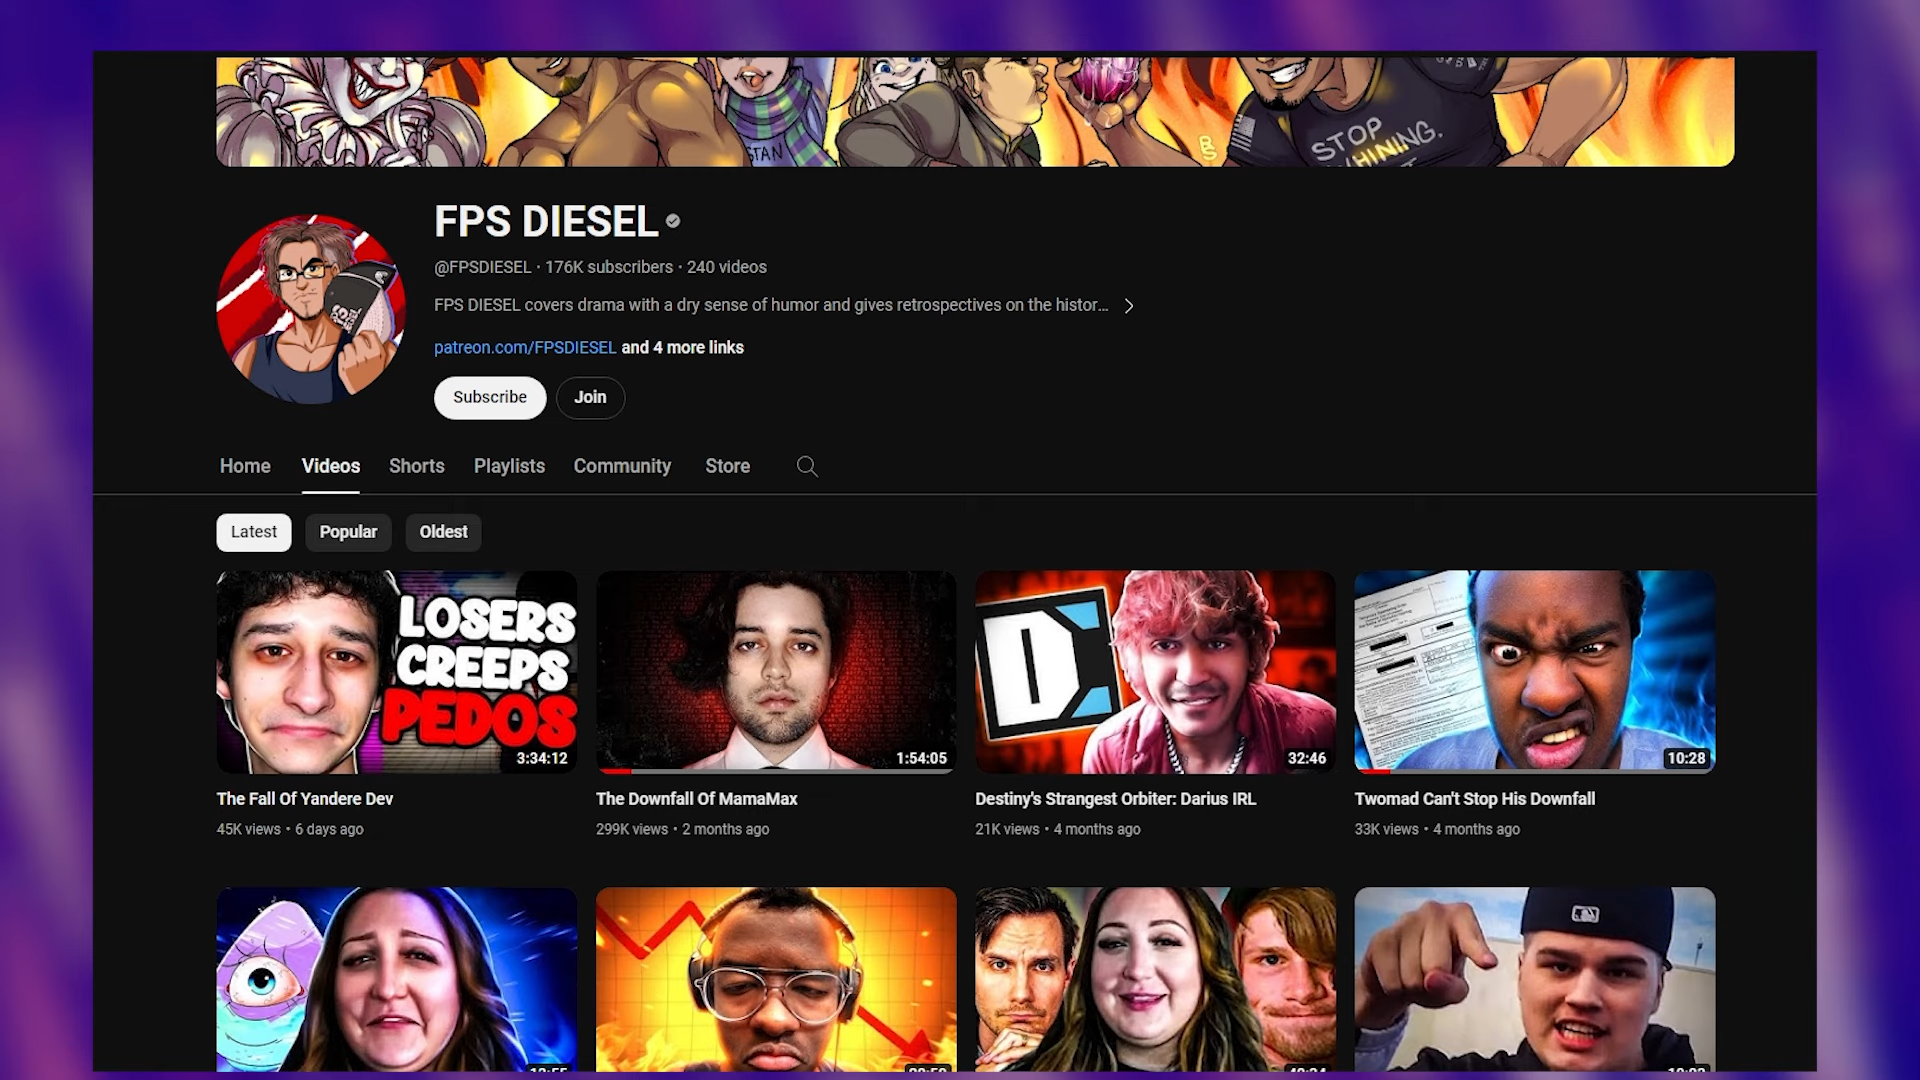 STAN
STOP
WHINING.
FPS DIESEL
@FPSDIESEL · 176K subscribers · 240 videos
FPS DIESEL covers drama with a dry sense of humor and gives retrospectives on the histor...
patreon.com/FPSDIESEL and 4 more links
Subscribe
Join
Home
Videos
Shorts
Playlists
Community
Store
Latest
Popular
Oldest
LOSERS
CREEPS
PEDOS
3:34:12
1:54:05
32:46
10:28
The Fall Of Yandere Dev
The Downfall Of MamaMax
Destiny's Strangest Orbiter: Darius IRL
Twomad Can't Stop His Downfall
45K views • 6 days ago
299K views • 2 months ago
21K views • 4 months ago
33K views • 4 months ago